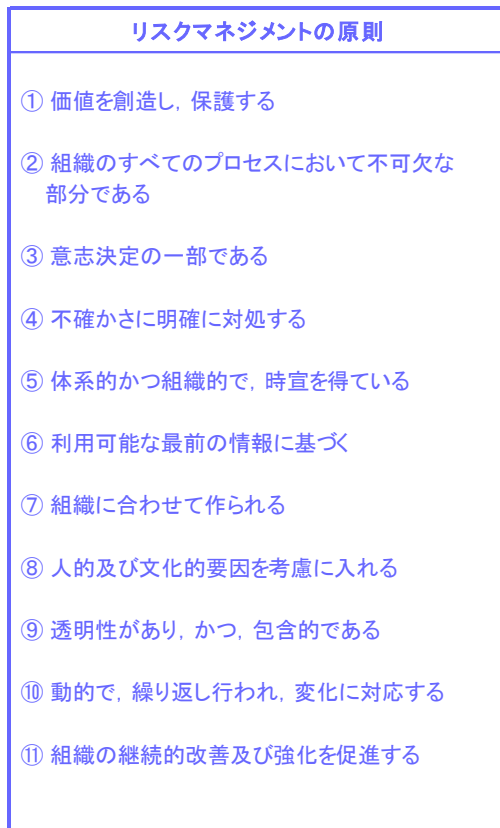 リスクマネジメントの原則
① 価値を創造し，保護する
② 組織のすべてのプロセスにおいて不可欠な
部分である
③ 意志決定の一部である
④ 不確かさに明確に対処する
⑤ 体系的かつ組織的で，時宜を得ている
⑥ 利用可能な最前の情報に基づく
⑦ 組織に合わせて作られる
⑧ 人的及び文化的要因を考慮に入れる
⑨ 透明性があり，かつ，包含的である
⑩ 動的で，繰り返し行われ，変化に対応する
⑪ 組織の継続的改善及び強化を促進する